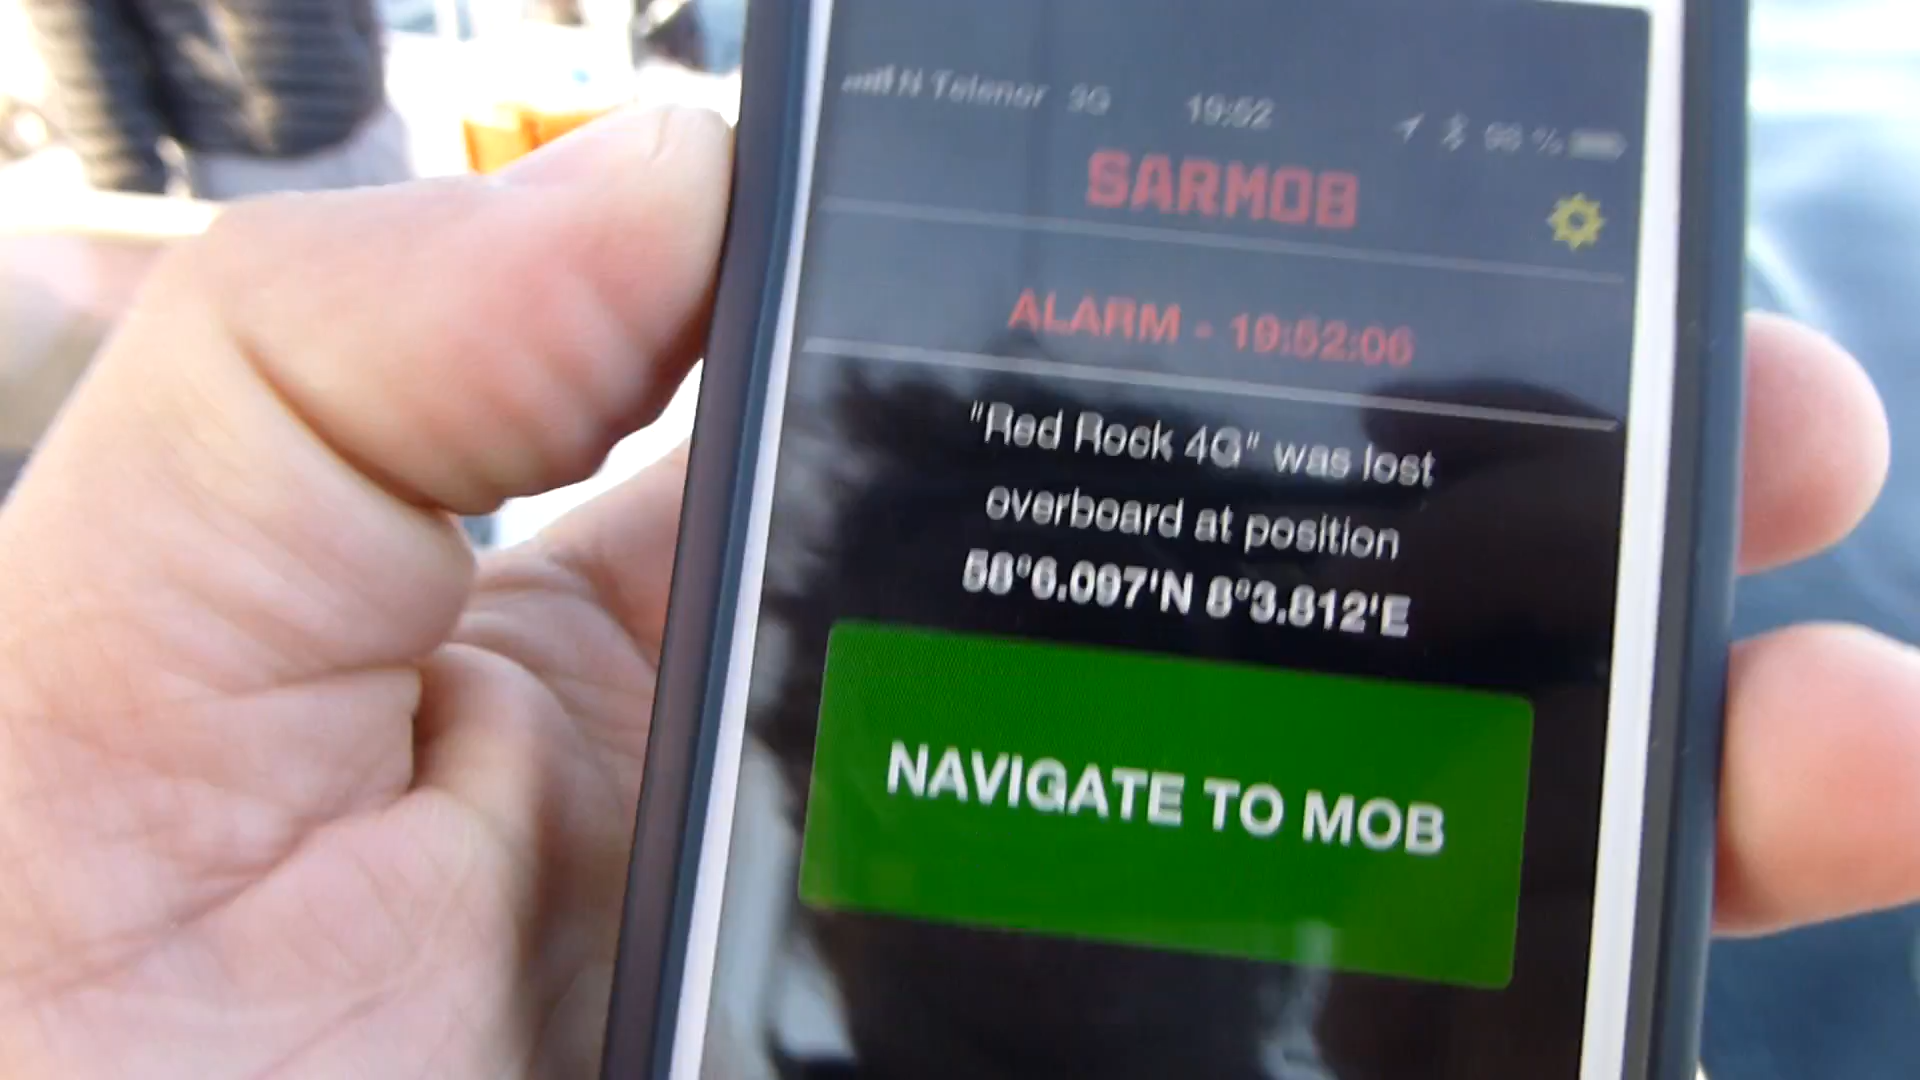 N Telenor 3G 19:52 98 %
SARMOB
ALARM - 19:52:06
"Red Rock 4G" was lost
overboard at position
58°6.097'N 8°3.812'E
NAVIGATE TO MOB